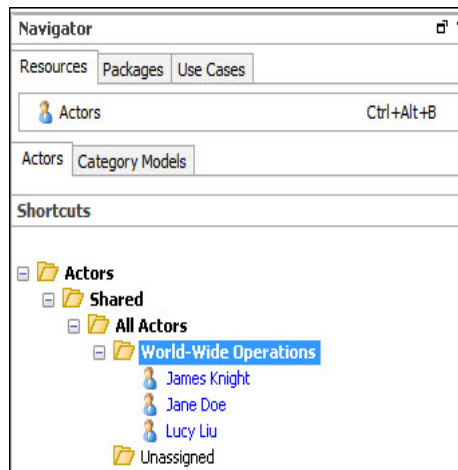 Navigator
Resources Packages Use Cases
Actors Ctrl+Alt+B
Actors Category Models
Shortcuts
Actors
Shared
All Actors
World-Wide Operations
James Knight
Jane Doe
Lucy Liu
Unassigned